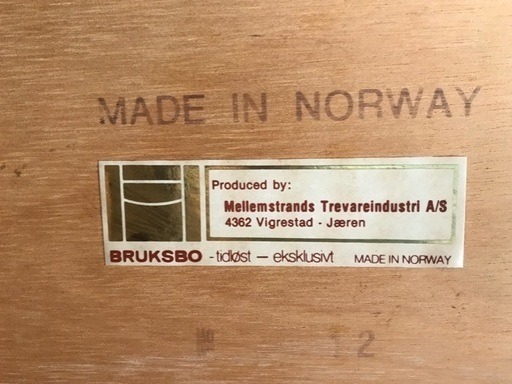 MADE IN NORWAY
Produced by:
Mellemstrands Trevareindustri A/S
4362 Vigrestad - Jæren
BRUKSBO - tidløst — eksklusivt MADE IN NORWAY
12